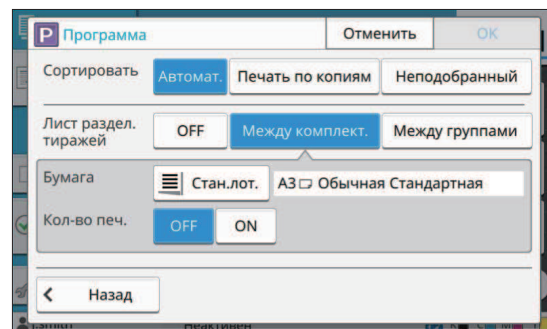 P Программа
Отменить
OK
Сортировать
Автомат.
Печать по копиям
Неподобранный
Лист раздел.
тиражей
OFF
Между комплект.
Между группами
Бумага
Стан.лот.
A3 Обычная Стандартная
Кол-во печ.
OFF
ON
Назад